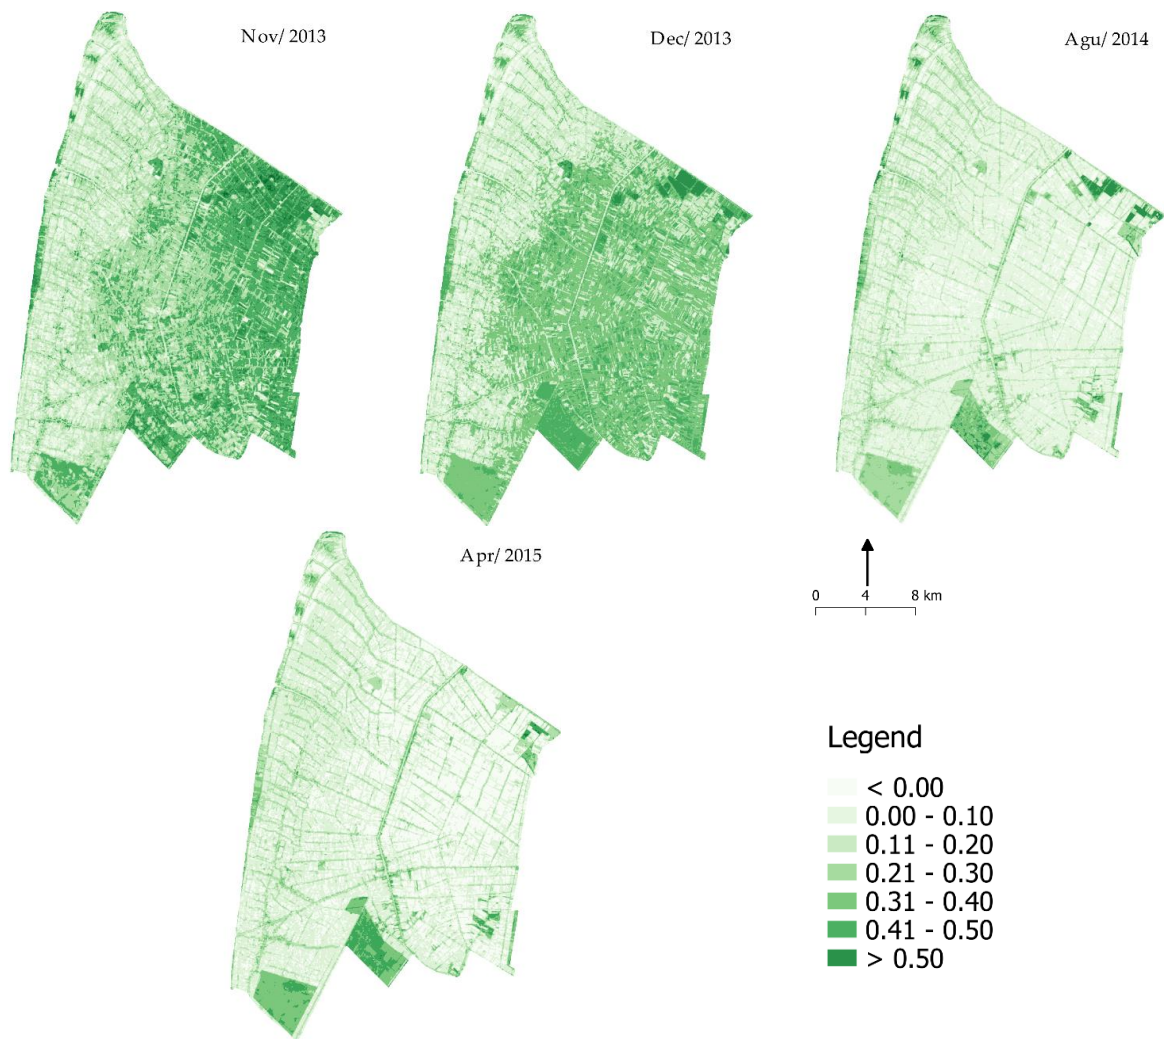 Nov/2013
Dec/2013
Agu/2014
Apr/2015
0 4 8 km
Legend
< 0.00
0.00 - 0.10
0.11 - 0.20
0.21 - 0.30
0.31 - 0.40
0.41 - 0.50
> 0.50